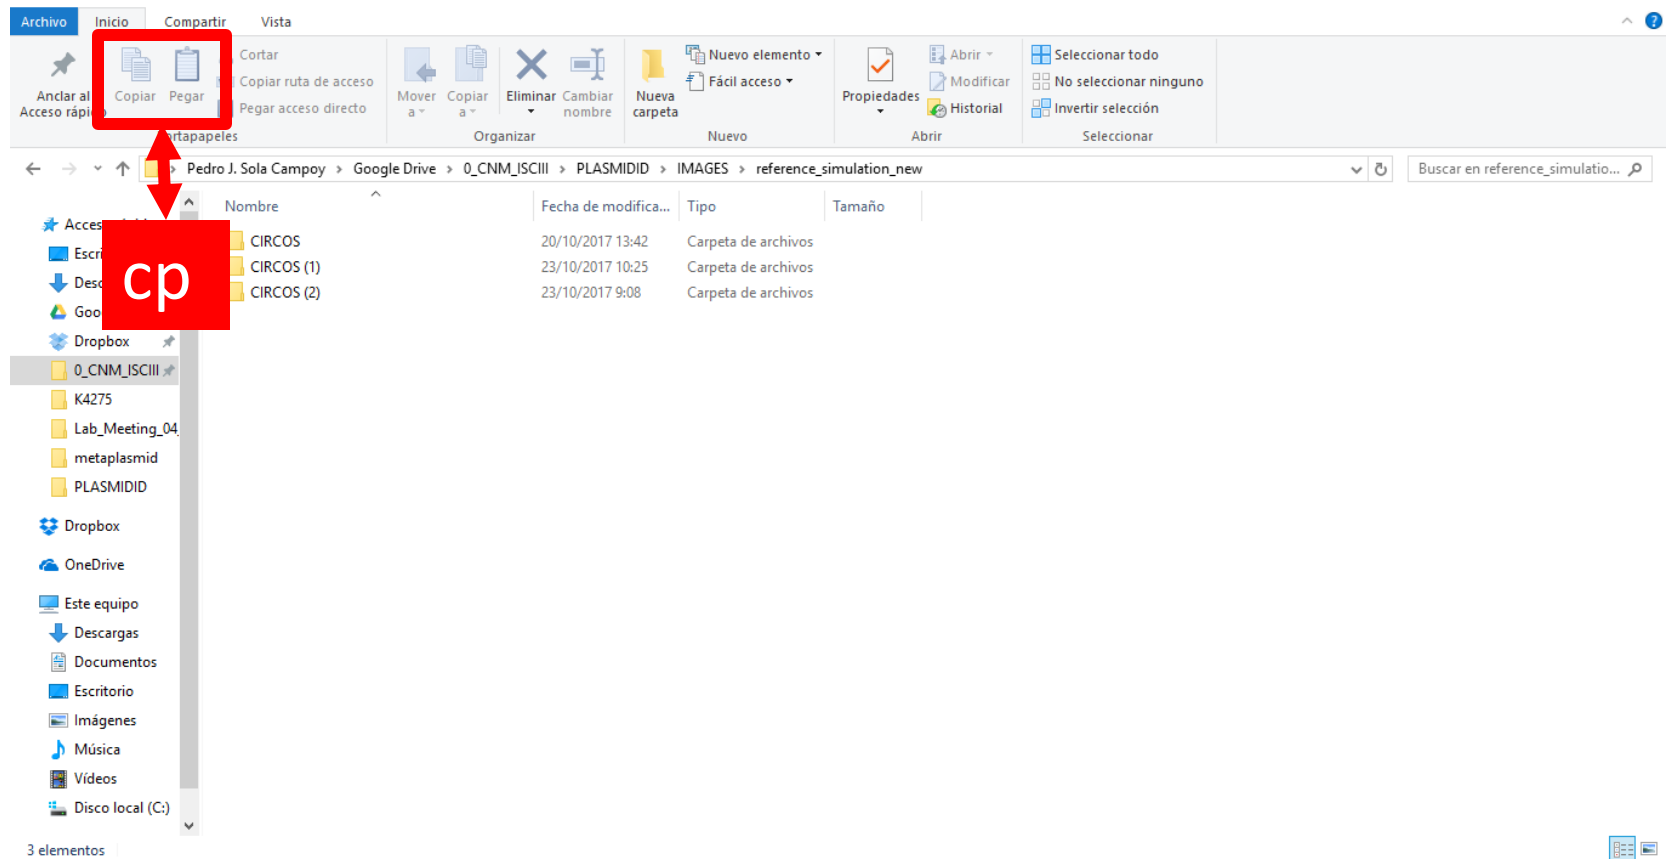 Archivo Inicio Compartir Vista
Anclar al
Acceso rápido
Copiar Pegar
Cortar
Copiar ruta de acceso
Pegar acceso directo
Portapapeles
Mover a
Copiar a
Eliminar
Cambiar nombre
Organizar
Nueva carpeta
Nuevo elemento
Fácil acceso
Nuevo
Propiedades
Abrir
Modificar
Historial
Abrir
Seleccionar todo
No seleccionar ninguno
Invertir selección
Seleccionar
Pedro J. Sola Campoy > Google Drive > 0_CNM_ISCIII > PLASMIDID > IMAGES > reference_simulation_new
Buscar en reference_simulatio...
Nombre Fecha de modifica... Tipo Tamaño
CIRCOS 20/10/2017 13:42 Carpeta de archivos
CIRCOS (1) 23/10/2017 10:25 Carpeta de archivos
CIRCOS (2) 23/10/2017 9:08 Carpeta de archivos
cp
Acces
Escri
Desc
Goo
Dropbox
0_CNM_ISCIII
K4275
Lab_Meeting_04_
metaplasmid
PLASMIDID
Dropbox
OneDrive
Este equipo
Descargas
Documentos
Escritorio
Imágenes
Música
Vídeos
Disco local (C:)
3 elementos